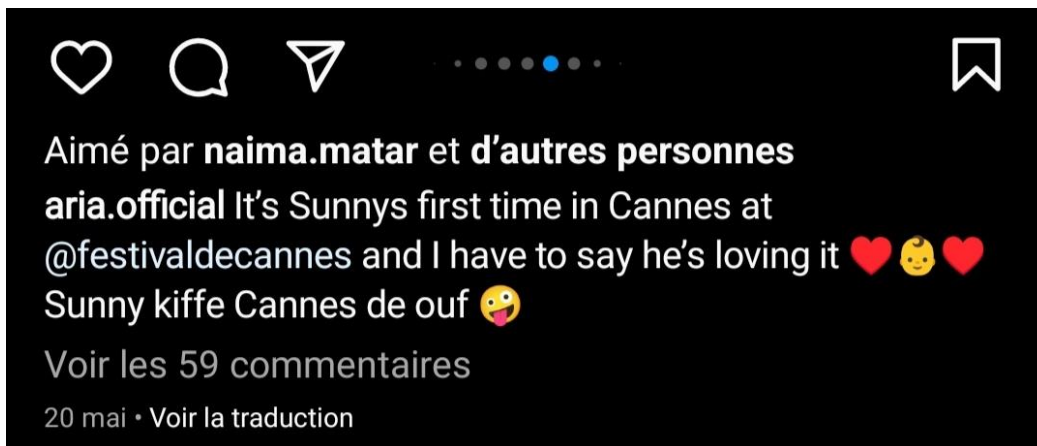 Aimé par naima.matar et d’autres personnes
aria.official It’s Sunnys first time in Cannes at
@festivaldecannes and I have to say he’s loving it ❤️👶❤️
Sunny kiffe Cannes de ouf 🤪
Voir les 59 commentaires
20 mai • Voir la traduction